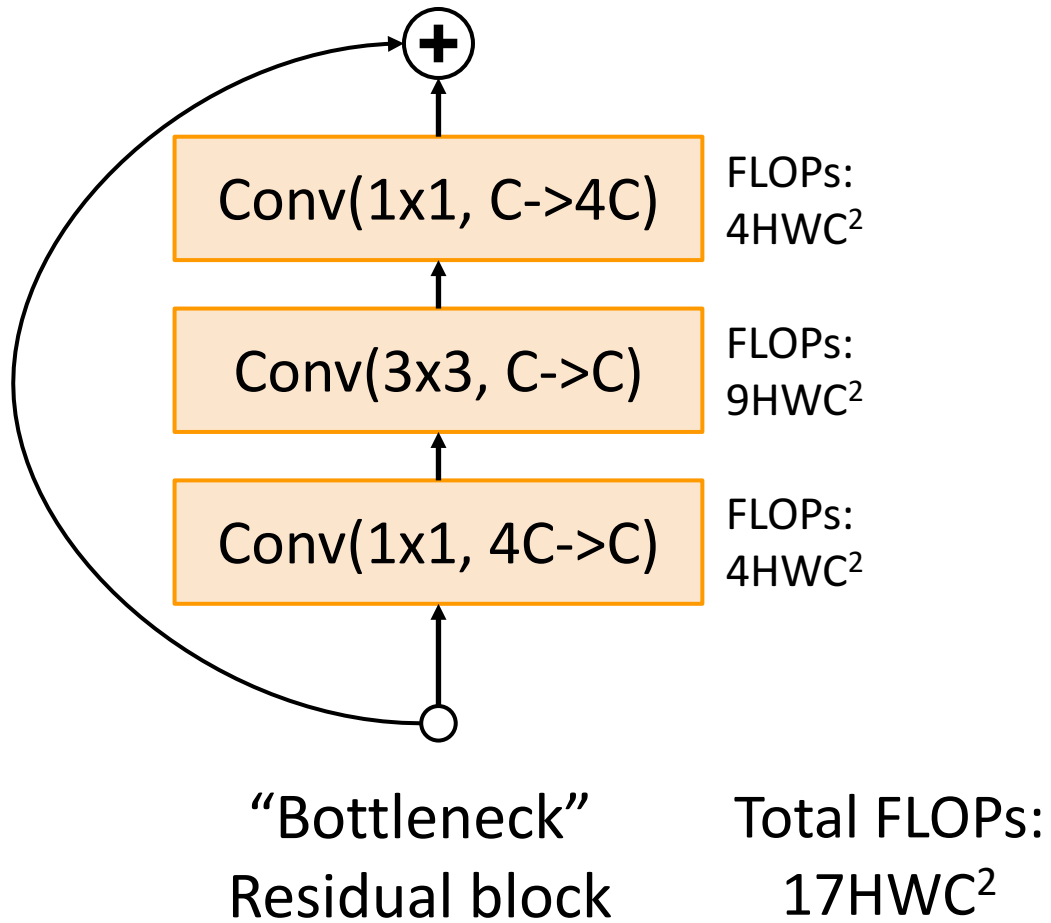 +
Conv(1x1, C->4C)
FLOPs:
4HWC²
Conv(3x3, C->C)
FLOPs:
9HWC²
Conv(1x1, 4C->C)
FLOPs:
4HWC²
“Bottleneck”
Residual block
Total FLOPs:
17HWC²